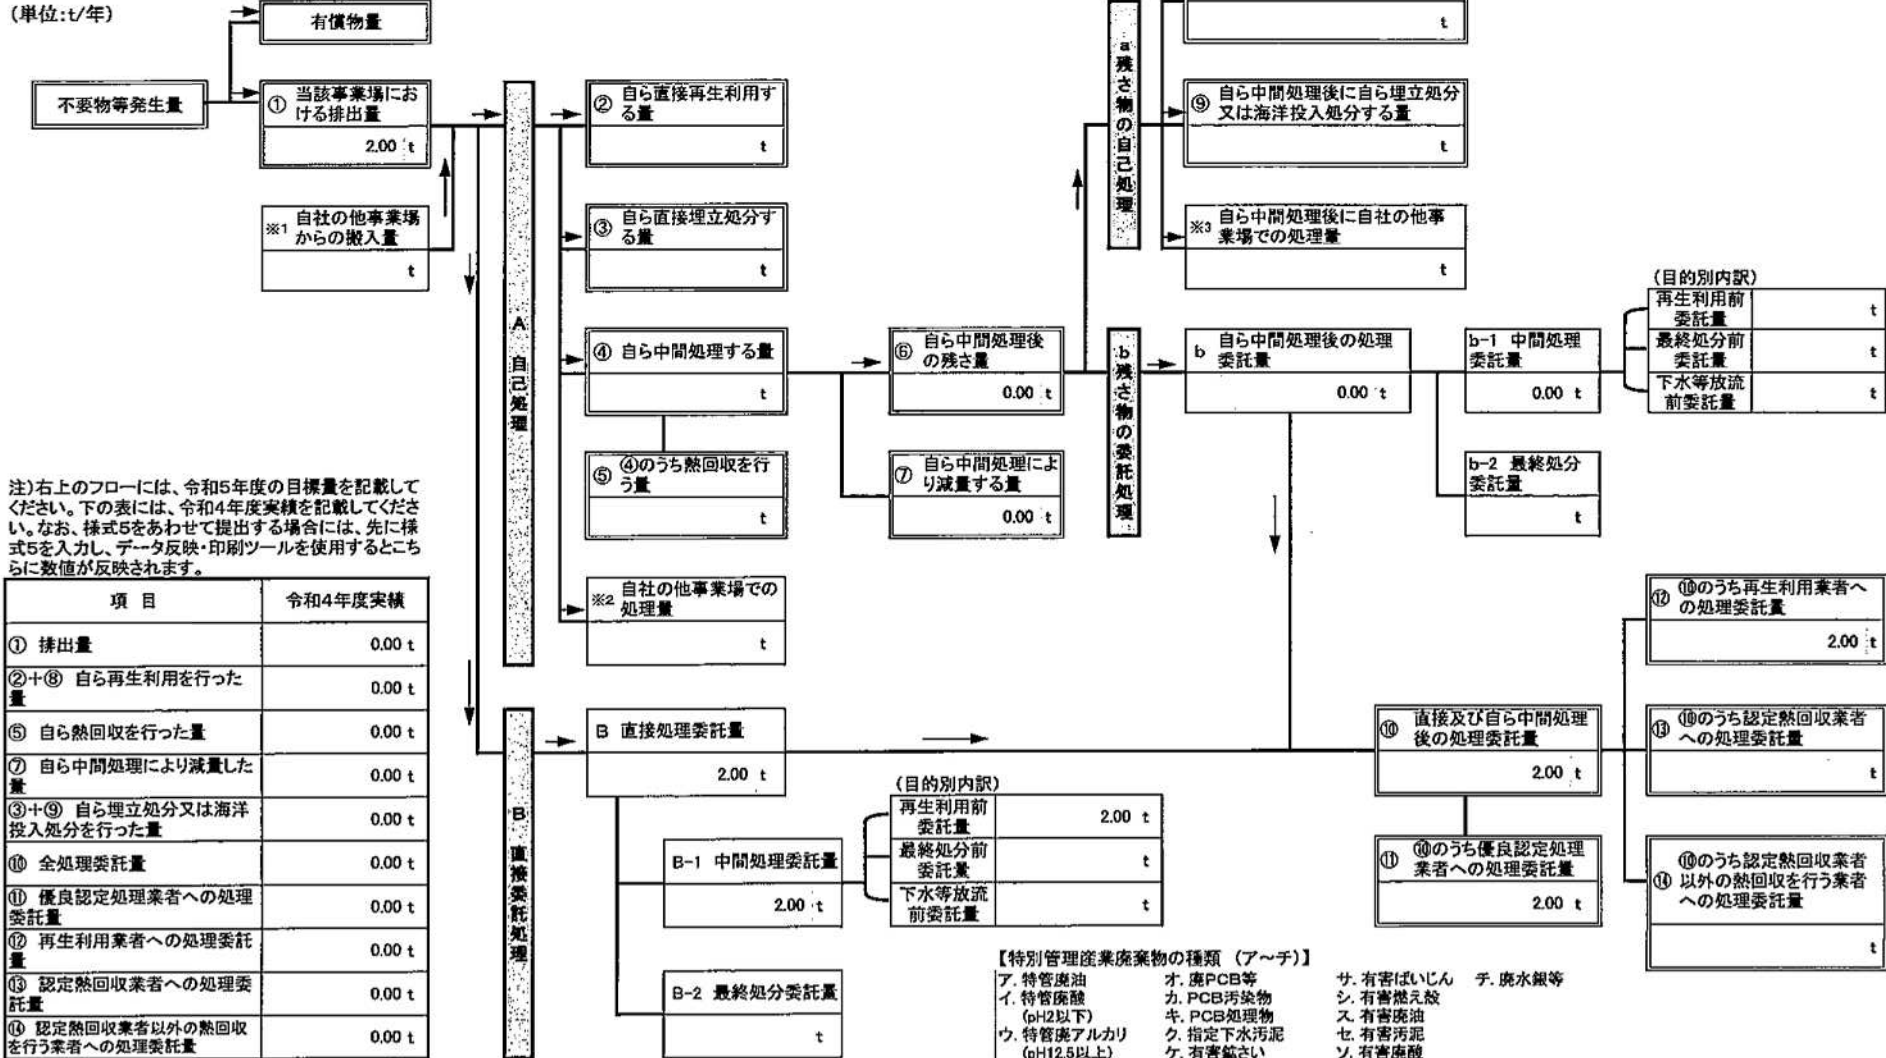 (単位:t/年)
有償物量
不要物等発生量
① 当該事業場にお
ける排出量
2.00 t
※1 自社の他事業場
からの搬入量
t
A 自己処理
② 自ら直接再生利用す
る量
t
③ 自ら直接埋立処分す
る量
t
④ 自ら中間処理する量
t
⑤ ④のうち熱回収を行
う量
t
※2 自社の他事業場での
処理量
t
⑥ 自ら中間処理後
の残さ量
0.00 t
⑦ 自ら中間処理によ
り減量する量
0.00 t
a 残さ物の自己処理
t
⑨ 自ら中間処理後に自ら埋立処分
又は海洋投入処分する量
t
※3 自ら中間処理後に自社の他事
業場での処理量
t
b 残さ物の委託処理
b 自ら中間処理後の処理
委託量
0.00 t
b-1 中間処理
委託量
0.00 t
b-2 最終処分
委託量
t
(目的別内訳)
再生利用前
委託量
t
最終処分前
委託量
t
下水等放流
前委託量
t
注)右上のフローには、令和5年度の目標量を記載して
ください。下の表には、令和4年度実績を記載してくださ
い。なお、様式5をあわせて提出する場合には、先に様
式5を入力し、データ反映・印刷ツールを使用するとこち
らに数値が反映されます。
項 目 令和4年度実績
① 排出量 0.00 t
②+⑧ 自ら再生利用を行った
量 0.00 t
⑤ 自ら熱回収を行った量 0.00 t
⑦ 自ら中間処理により減量した
量 0.00 t
③+⑨ 自ら埋立処分又は海洋
投入処分を行った量 0.00 t
⑩ 全処理委託量 0.00 t
⑪ 優良認定処理業者への処理
委託量 0.00 t
⑫ 再生利用業者への処理委託
量 0.00 t
⑬ 認定熱回収業者への処理委
託量 0.00 t
⑭ 認定熱回収業者以外の熱回収
を行う業者への処理委託量 0.00 t
B 直接委託処理
B 直接処理委託量
2.00 t
B-1 中間処理委託量
2.00 t
B-2 最終処分委託量
t
(目的別内訳)
再生利用前
委託量
2.00 t
最終処分前
委託量
t
下水等放流
前委託量
t
⑩ 直接及び自ら中間処理
後の処理委託量
2.00 t
⑪ ⑩のうち優良認定処理
業者への処理委託量
2.00 t
⑫ ⑩のうち再生利用業者へ
の処理委託量
2.00 t
⑬ ⑩のうち認定熱回収業者
への処理委託量
t
⑭ ⑩のうち認定熱回収業者
以外の熱回収を行う業者
への処理委託量
t
【特別管理産業廃棄物の種類 (ア～チ)】
ア. 特管廃油 オ. 廃PCB等 サ. 有害ばいじん チ. 廃水銀等
イ. 特管廃酸 カ. PCB汚染物 シ. 有害燃え殻
(pH2以下) キ. PCB処理物 ス. 有害廃油
ウ. 特管廃アルカリ ク. 指定下水汚泥 セ. 有害汚泥
(pH12.5以上) ケ. 有害鉱さい ソ. 有害廃酸